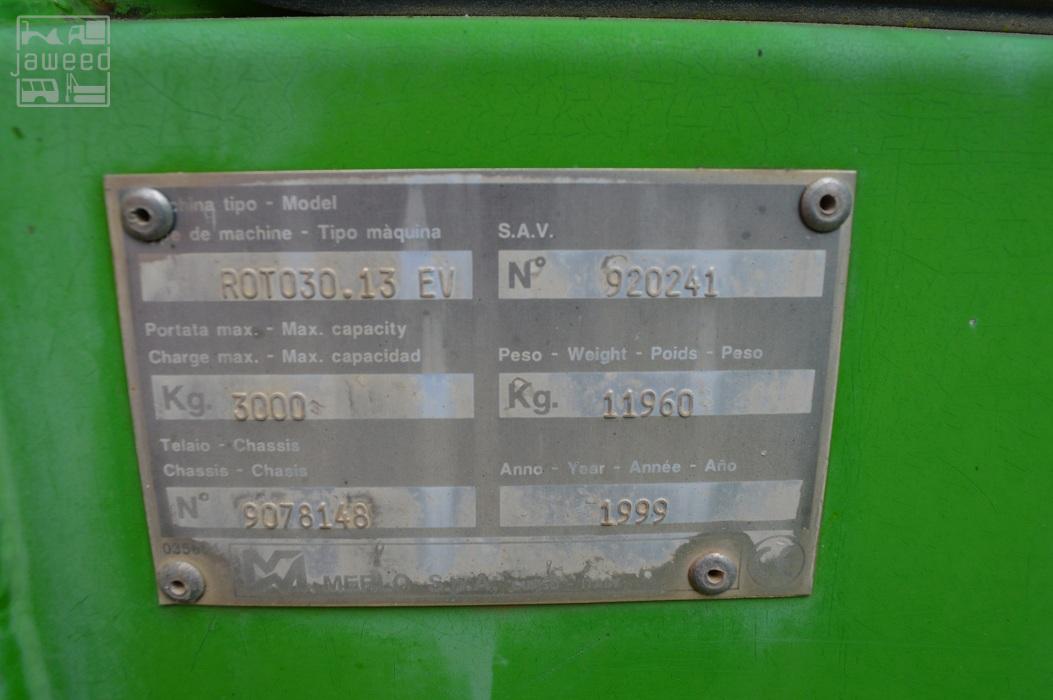 jaweed
tipo - Model
de machine - Tipo màquina
ROTO30.13 EV
S.A.V.
N° 920241
Portata max. - Max. capacity
Charge max. - Max. capacidad
Kg. 3000
Peso - Weight - Poids - Peso
Kg. 11960
Telaio - Chassis
Chassis - Chasis
N° 9078148
Anno - Year - Année - Año
1999
MERLO S.p.A.